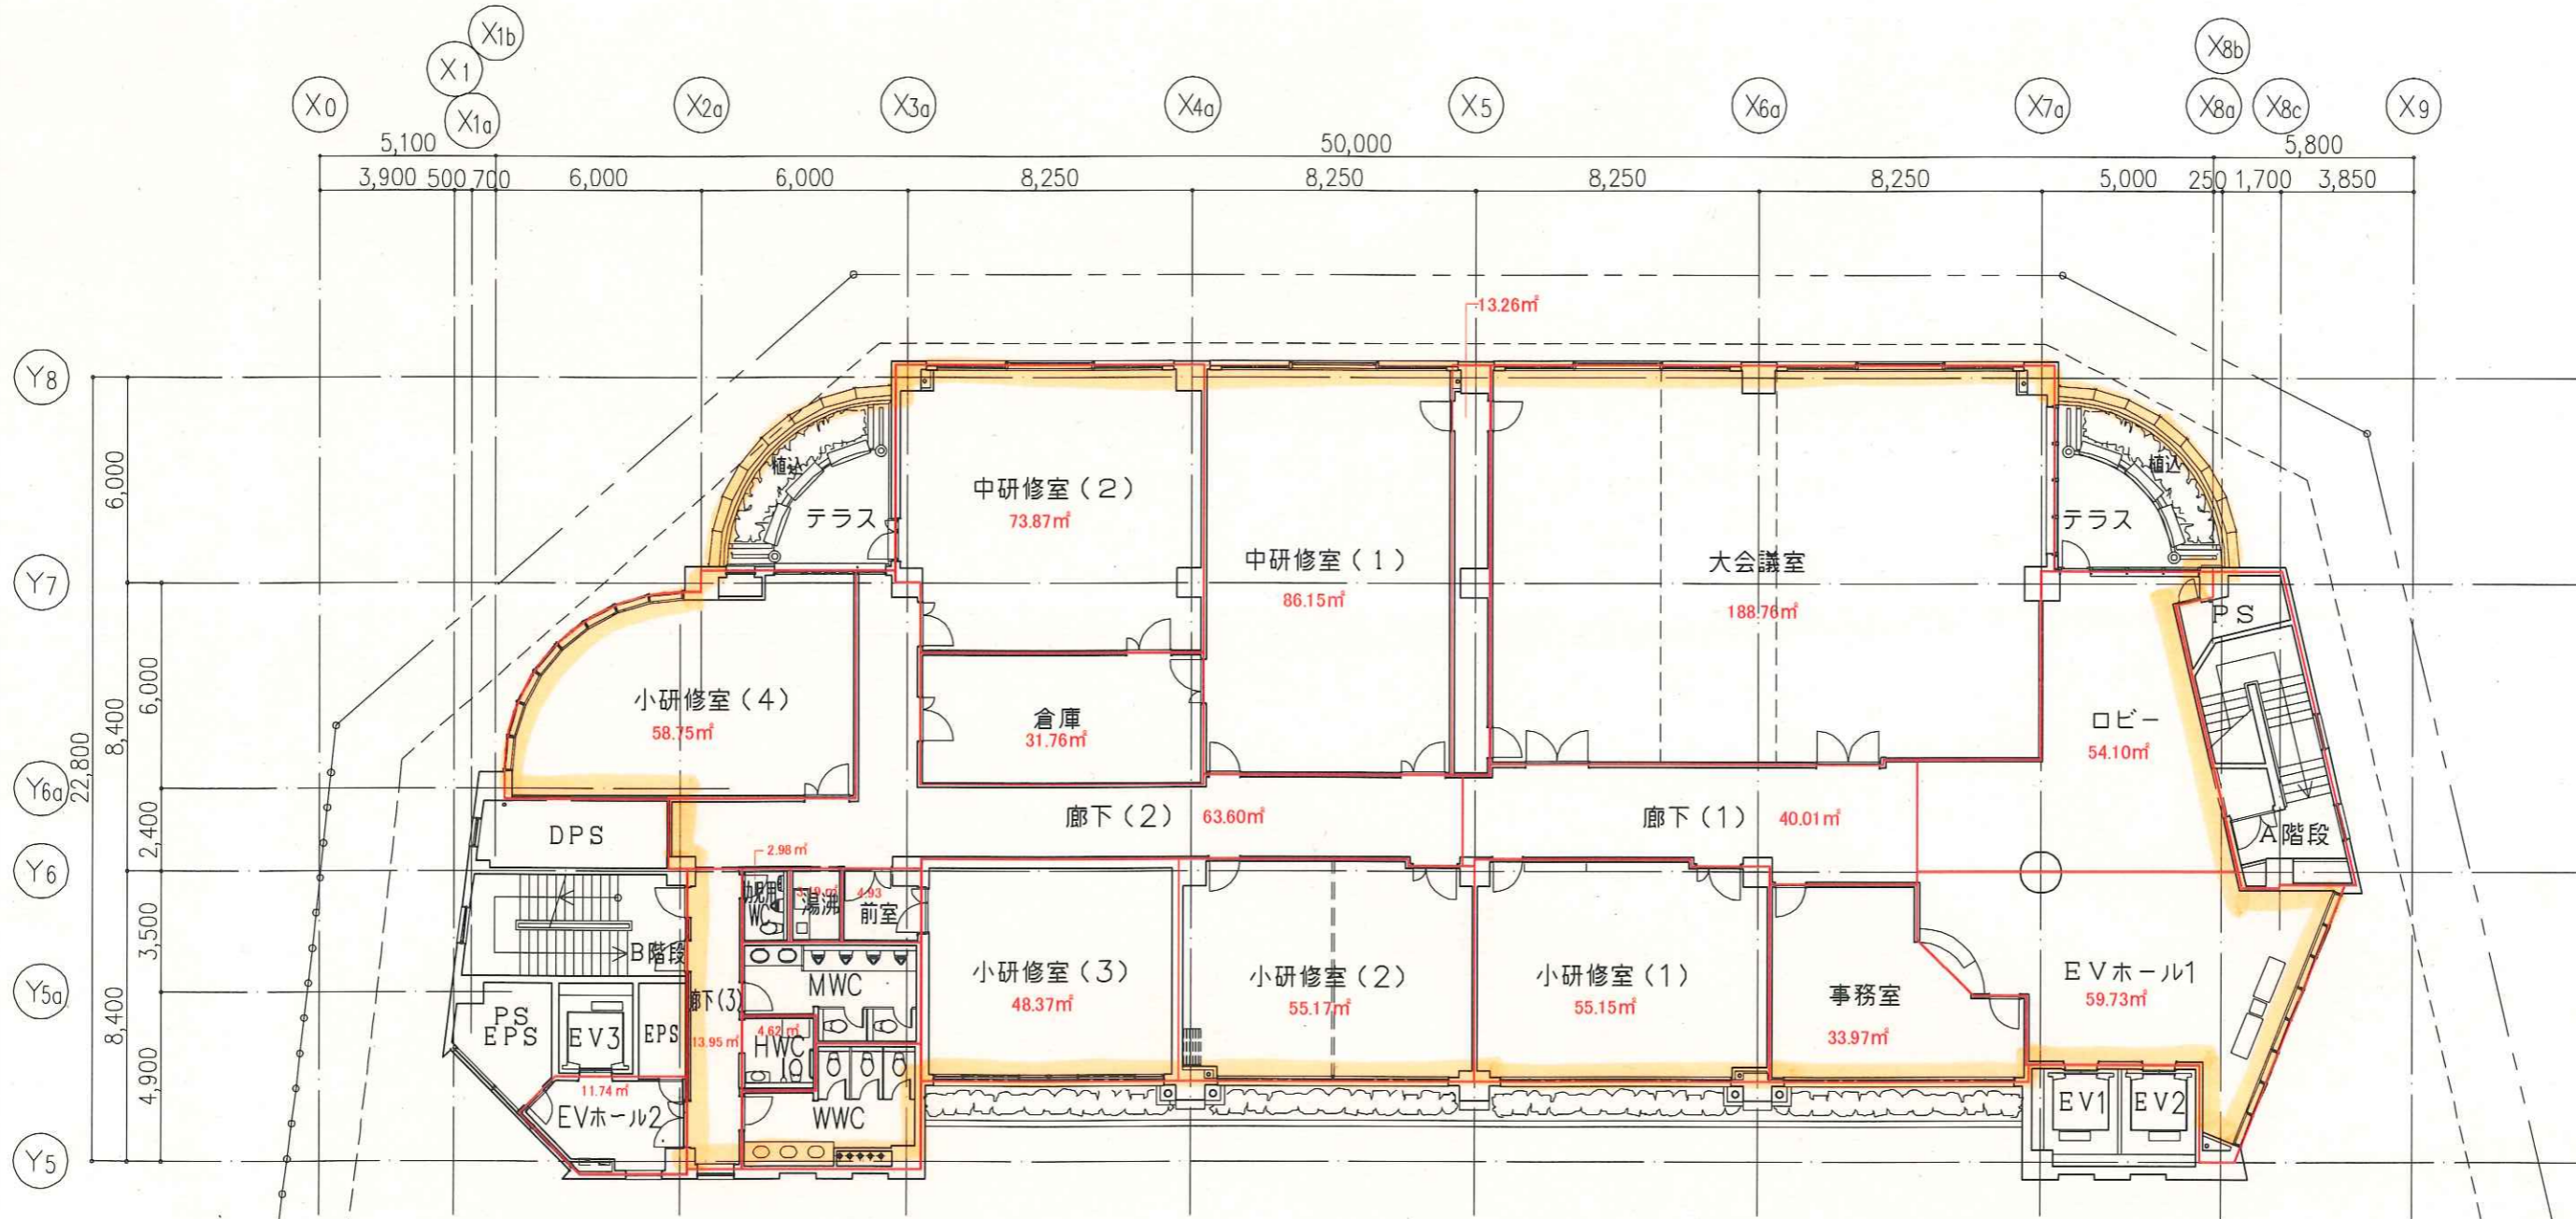 X1b
X8b
X1
X0
X1a
X2a
X3a
X4a
X5
X6a
X7a
X8a
X8c
X9
5,100
50,000
5,800
3,900
500
700
6,000
6,000
8,250
8,250
8,250
8,250
5,000
250
1,700
3,850
13.26㎡
Y8
Y7
Y6a
Y6
Y5a
Y5
22,800
6,000
8,400
8,400
6,000
2,400
3,500
4,900
植込
テラス
中研修室(2)
73.87㎡
中研修室(1)
86.15㎡
大会議室
188.76㎡
植込
テラス
PS
小研修室(4)
58.75㎡
倉庫
31.76㎡
ロビー
54.10㎡
DPS
廊下(2)
63.60㎡
廊下(1)
40.01㎡
A階段
2.98㎡
幼児用
WC
湯沸
4.93
前室
B階段
MWC
廊下(3)
13.95㎡
小研修室(3)
48.37㎡
小研修室(2)
55.17㎡
小研修室(1)
55.15㎡
事務室
33.97㎡
EVホール1
59.73㎡
PS
EPS
EV3
EPS
4.62㎡
HWC
11.74㎡
EVホール2
WWC
EV1
EV2